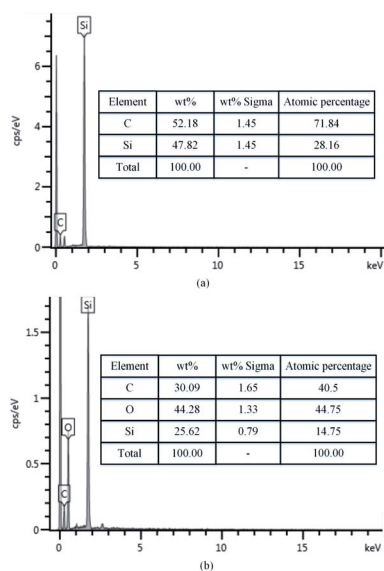 Si
6
Element wt% wt% Sigma Atomic percentage
C 52.18 1.45 71.84
4
Si 47.82 1.45 28.16
Total 100.00 - 100.00
cps/eV
2
C
0
0 5 10 15 keV
(a)
Si
1.5
Element wt% wt% Sigma Atomic percentage
C 30.09 1.65 40.5
1
O 44.28 1.33 44.75
Si 25.62 0.79 14.75
Total 100.00 - 100.00
cps/eV
O
0.5
C
0
0 5 10 15 keV
(b)